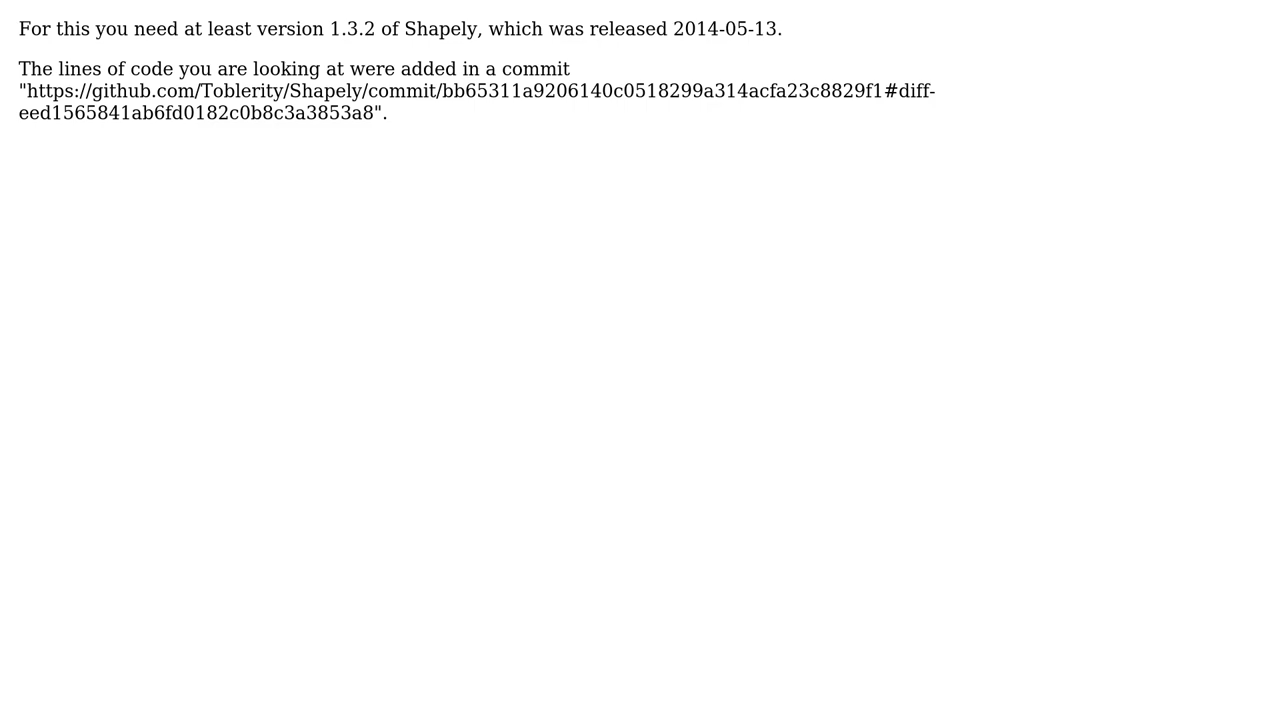 For this you need at least version 1.3.2 of Shapely, which was released 2014-05-13.
The lines of code you are looking at were added in a commit
"https://github.com/Toblerity/Shapely/commit/bb65311a9206140c0518299a314acfa23c8829f1#diff-
eed1565841ab6fd0182c0b8c3a3853a8".